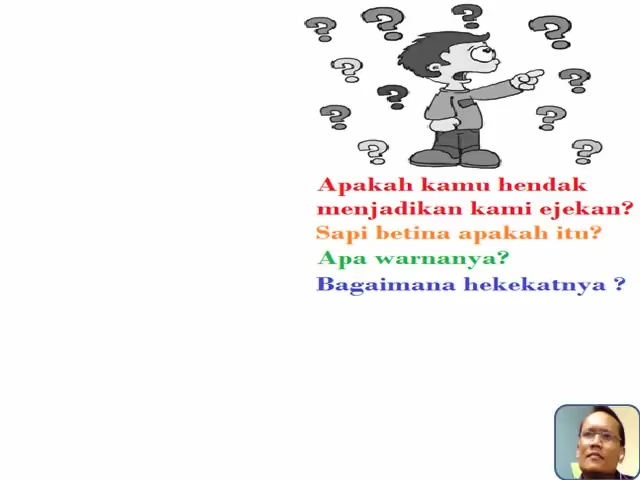 Apakah kamu hendak
menjadikan kami ejekan?
Sapi betina apakah itu?
Apa warnanya?
Bagaimana hekekatnya ?